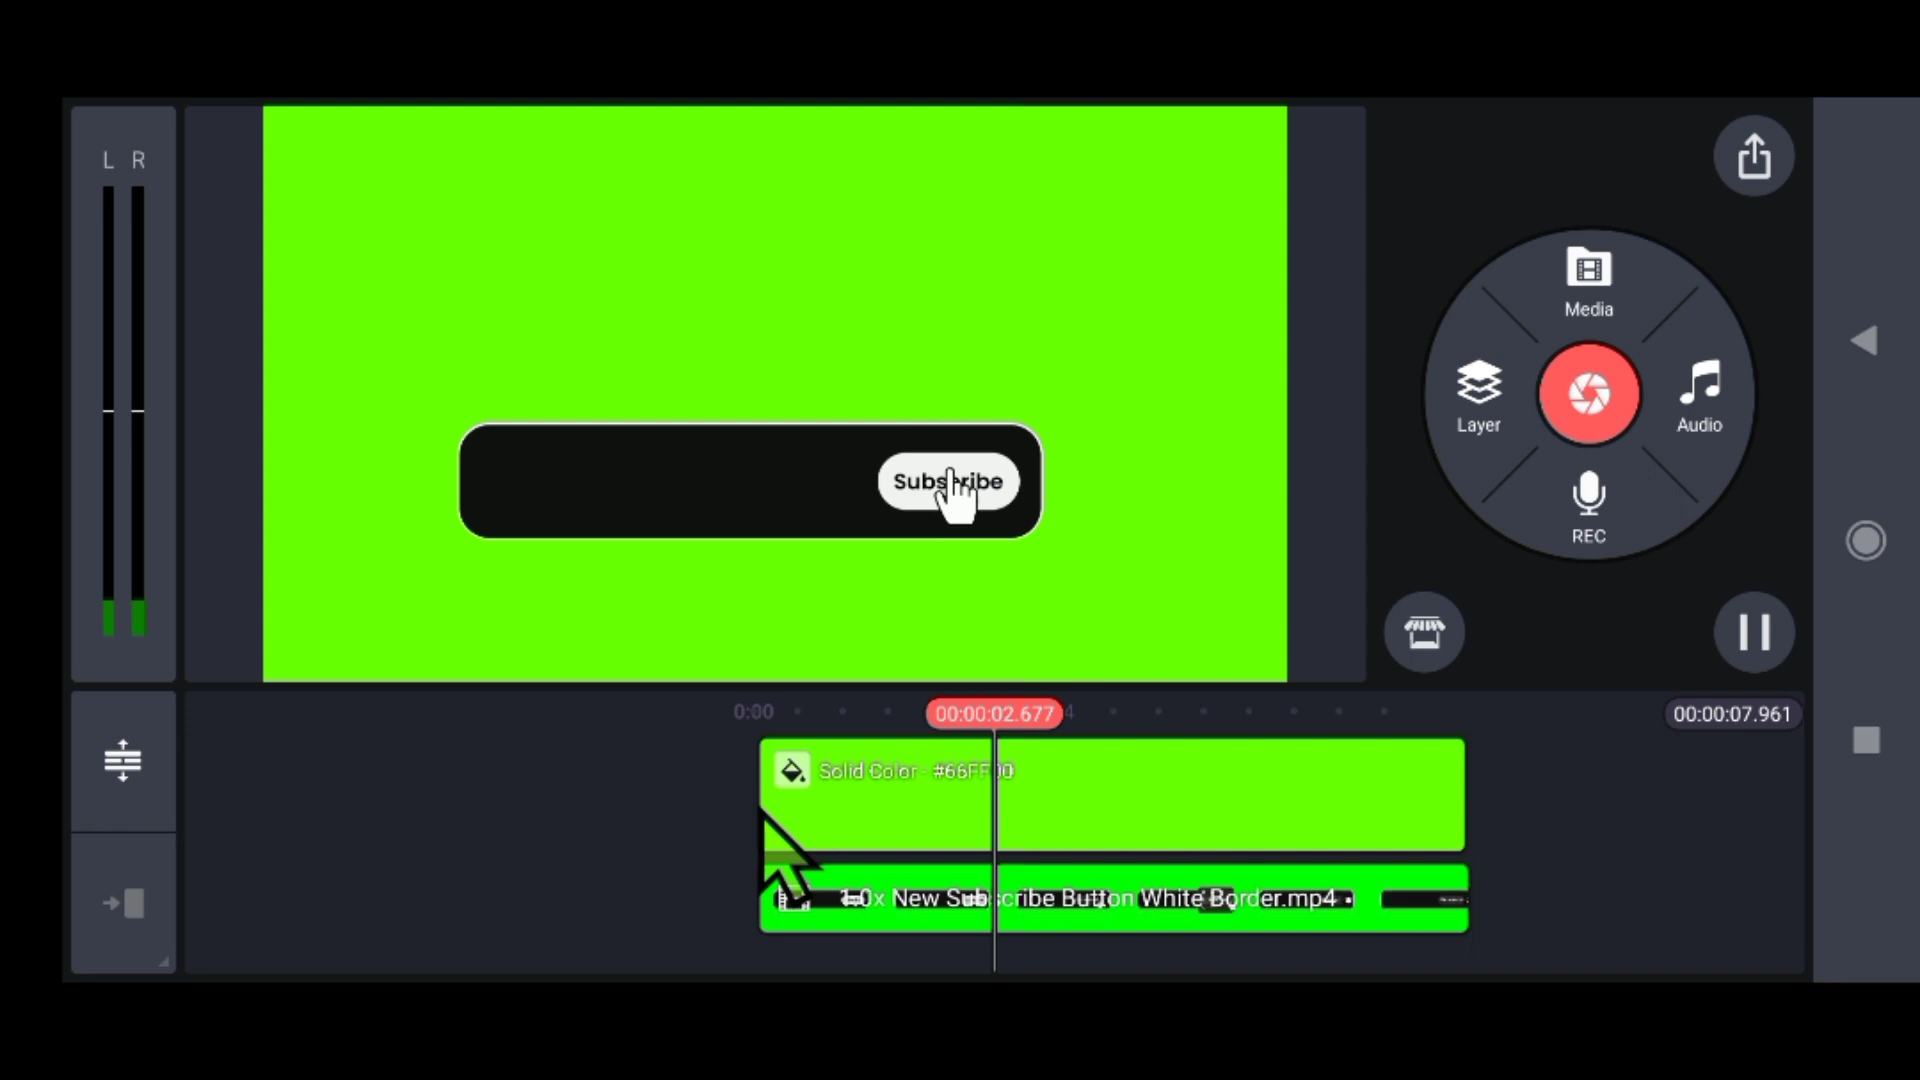 L R
Media
Layer
Audio
REC
Subscribe
0:00
00:00:02.677
4
00:00:07.961
Solid Color - #66FF00
1.0x New Subscribe Button White Border.mp4